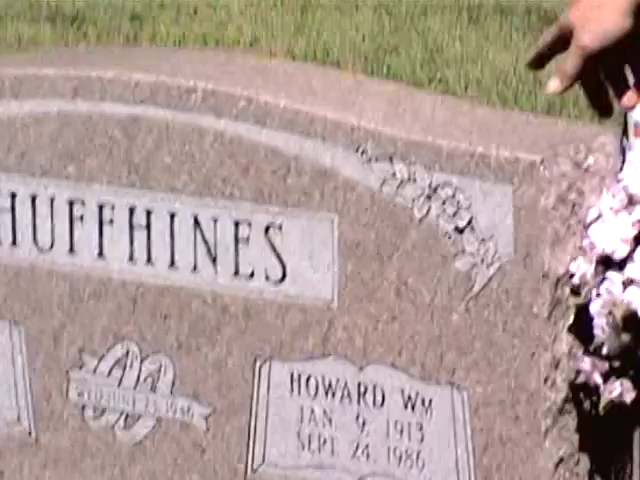 HUFFHINES
HOWARD WM
JAN. 9, 1913
SEPT. 24, 1986